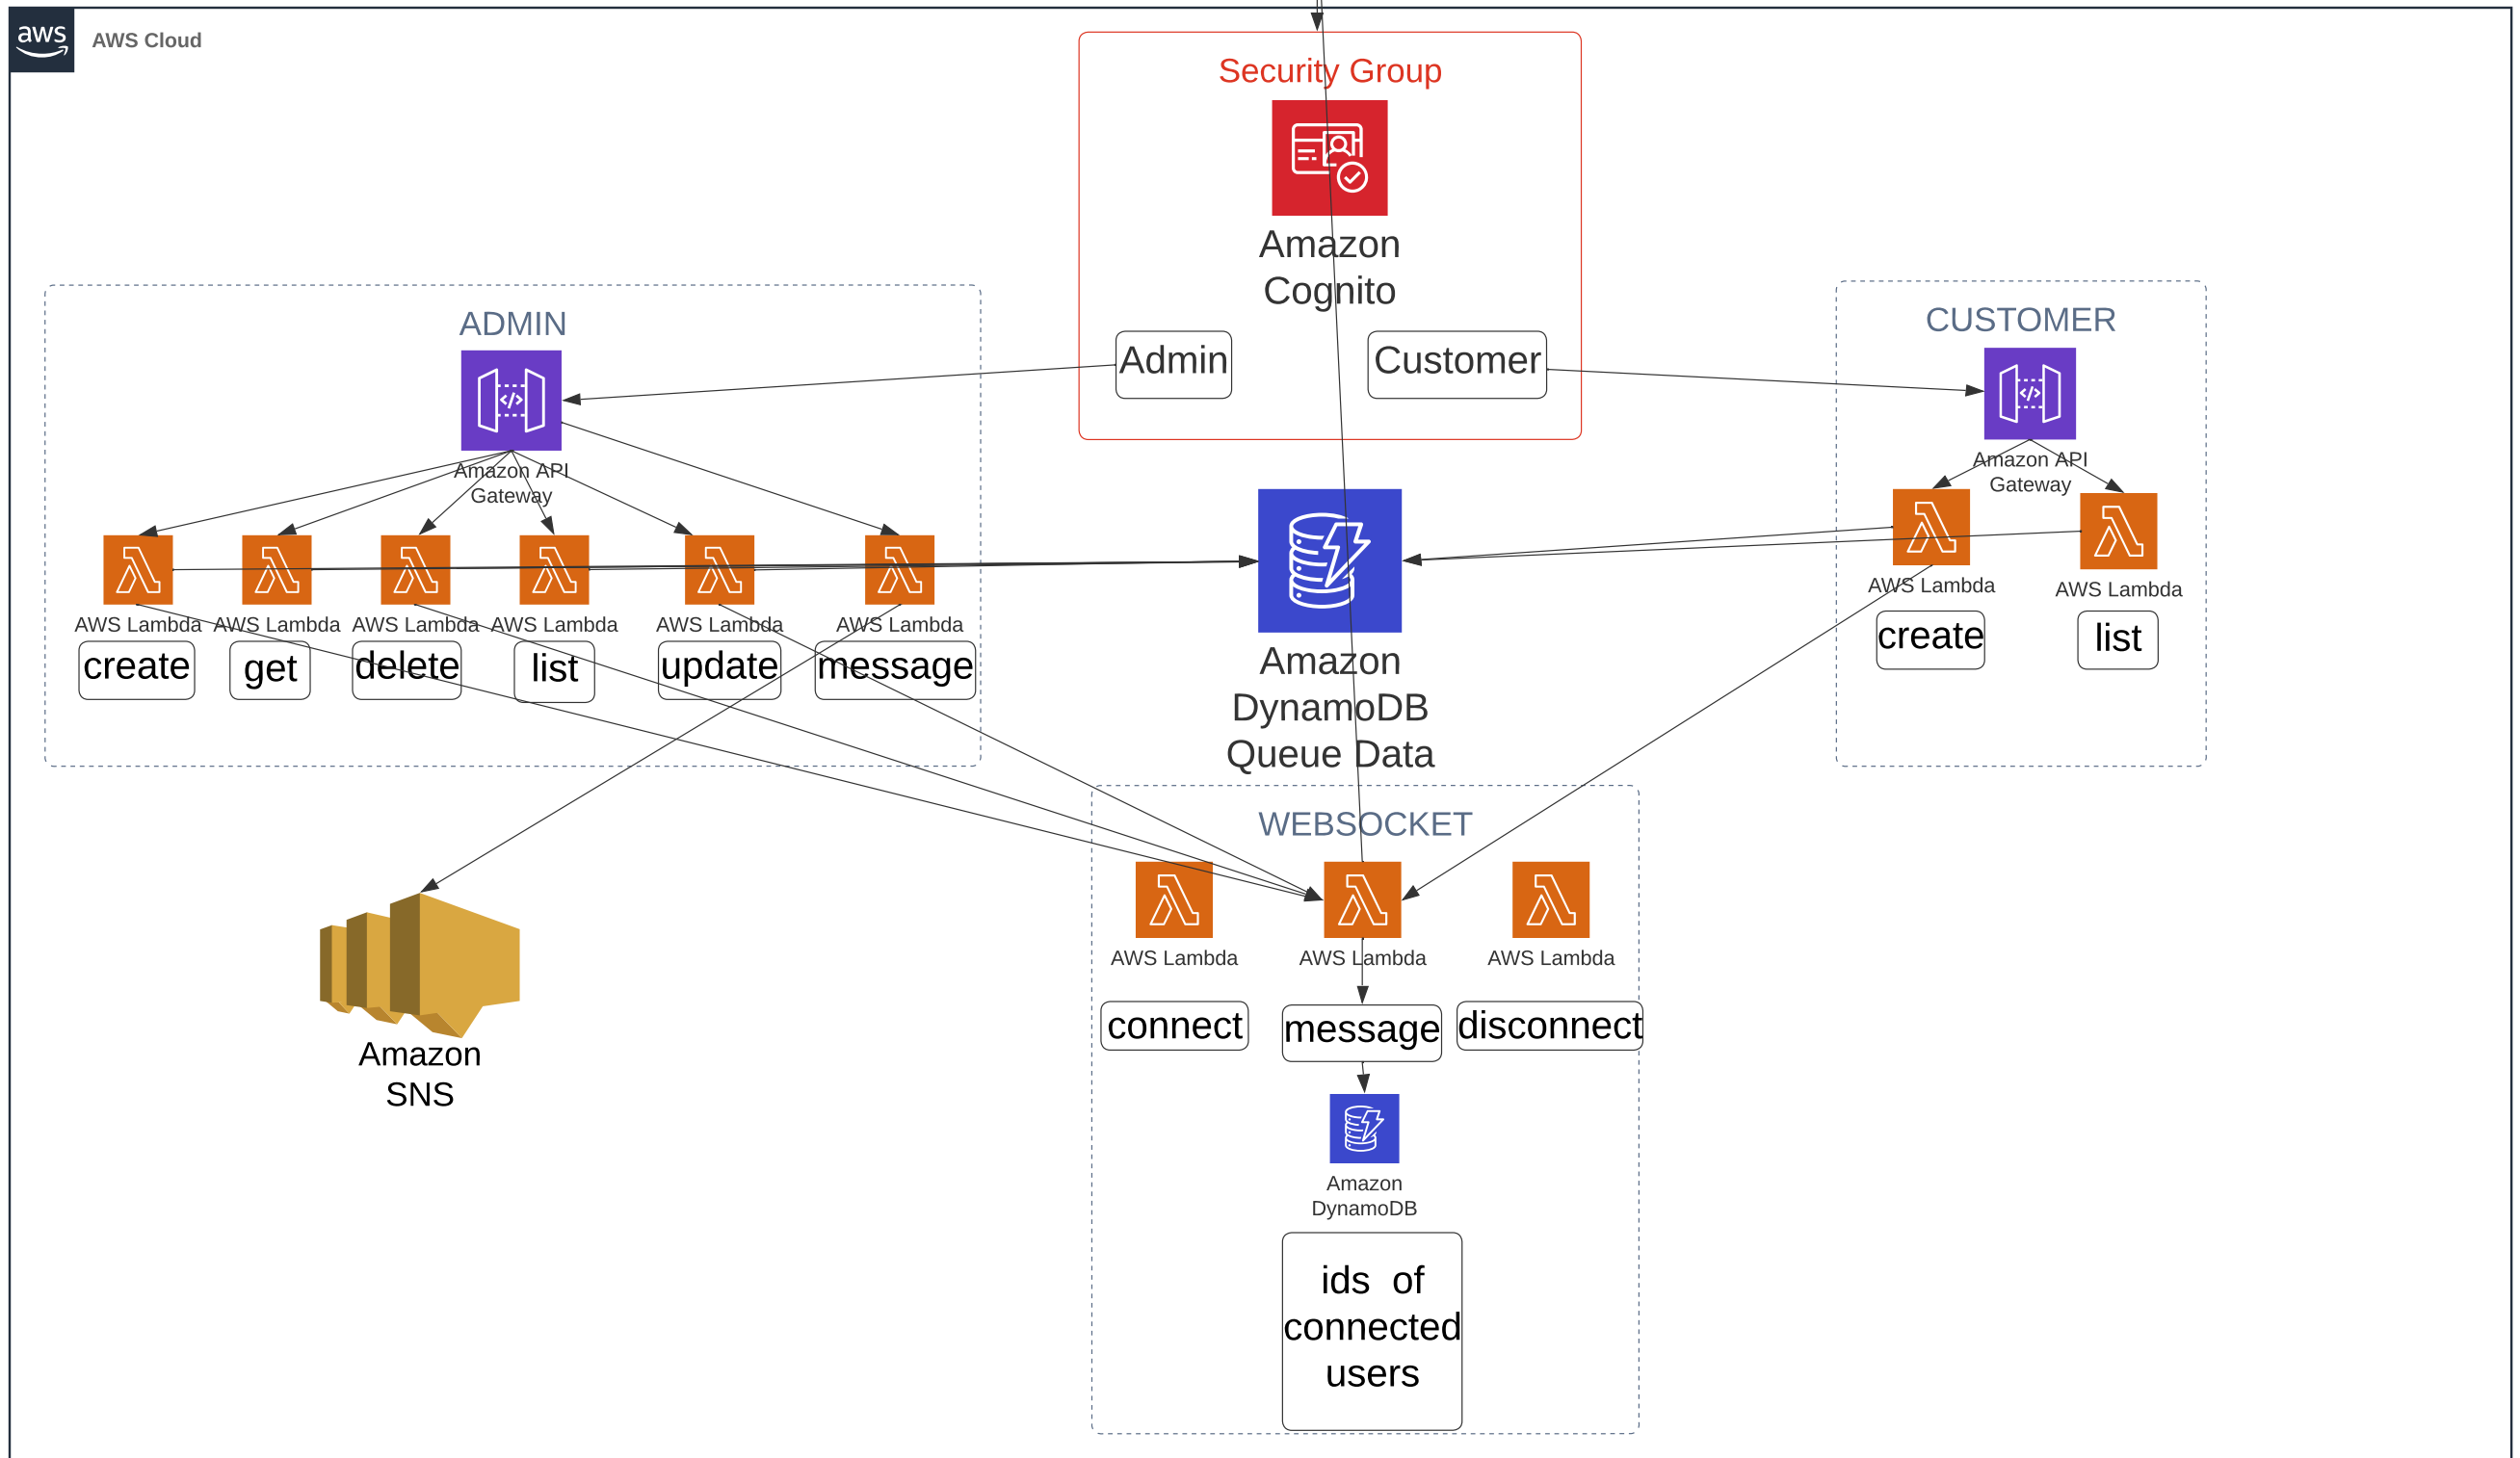 aws
AWS Cloud
Security Group
Amazon
Cognito
Admin
Customer
ADMIN
Amazon API
Gateway
AWS Lambda
AWS Lambda
AWS Lambda
AWS Lambda
AWS Lambda
AWS Lambda
create
get
delete
list
update
message
Amazon
DynamoDB
Queue Data
CUSTOMER
Amazon API
Gateway
AWS Lambda
AWS Lambda
create
list
Amazon
SNS
WEBSOCKET
AWS Lambda
AWS Lambda
AWS Lambda
connect
message
disconnect
Amazon
DynamoDB
ids of
connected
users